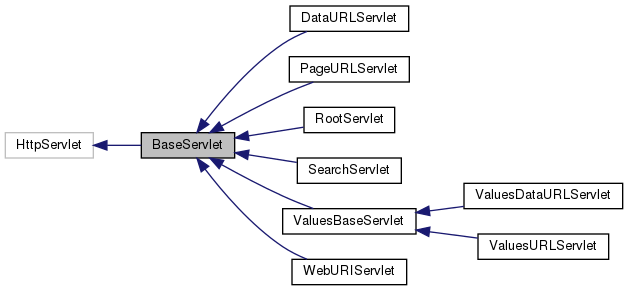 DataURLServlet
PageURLServlet
RootServlet
HttpServlet
BaseServlet
SearchServlet
ValuesDataURLServlet
ValuesBaseServlet
ValuesURLServlet
WebURIServlet